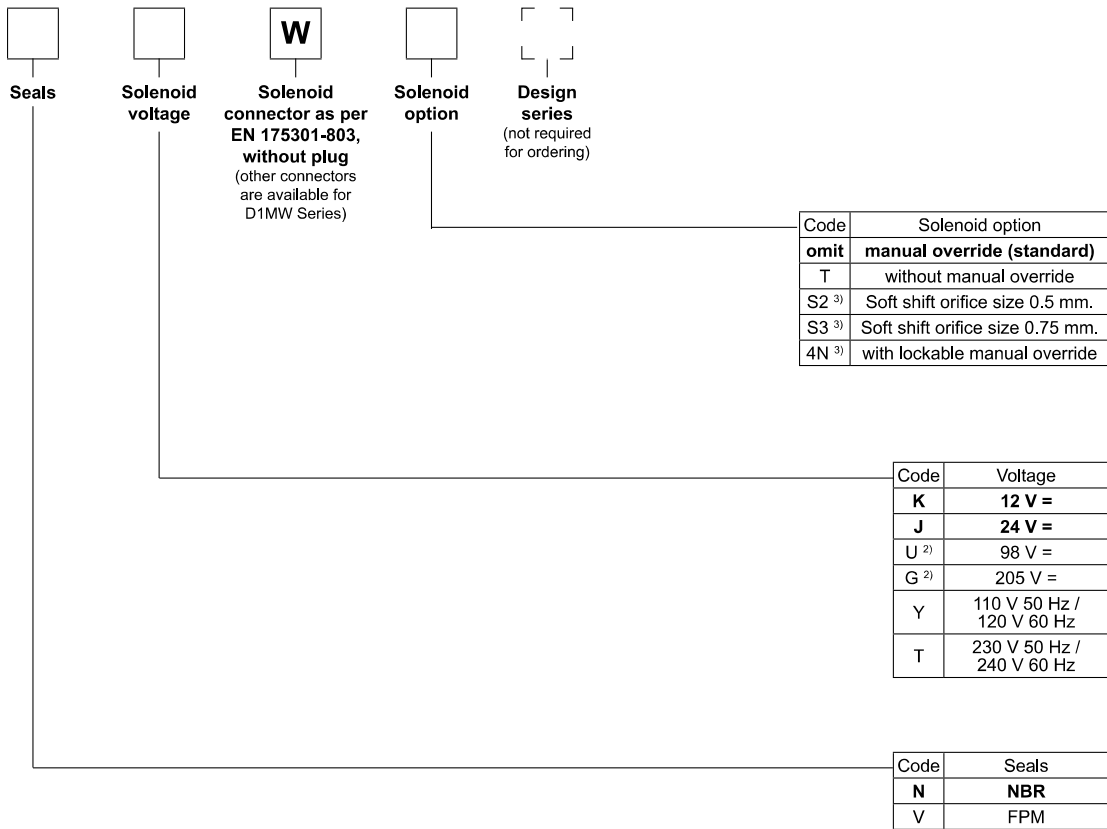 W
Seals
Solenoid
voltage
Solenoid
connector as per
EN 175301-803,
without plug
(other connectors
are available for
D1MW Series)
Solenoid
option
Design
series
(not required
for ordering)
Code Solenoid option
omit manual override (standard)
T without manual override
S2 3) Soft shift orifice size 0.5 mm.
S3 3) Soft shift orifice size 0.75 mm.
4N 3) with lockable manual override
Code Voltage
K 12 V =
J 24 V =
U 2) 98 V =
G 2) 205 V =
Y 110 V 50 Hz /
120 V 60 Hz
T 230 V 50 Hz /
240 V 60 Hz
Code Seals
N NBR
V FPM